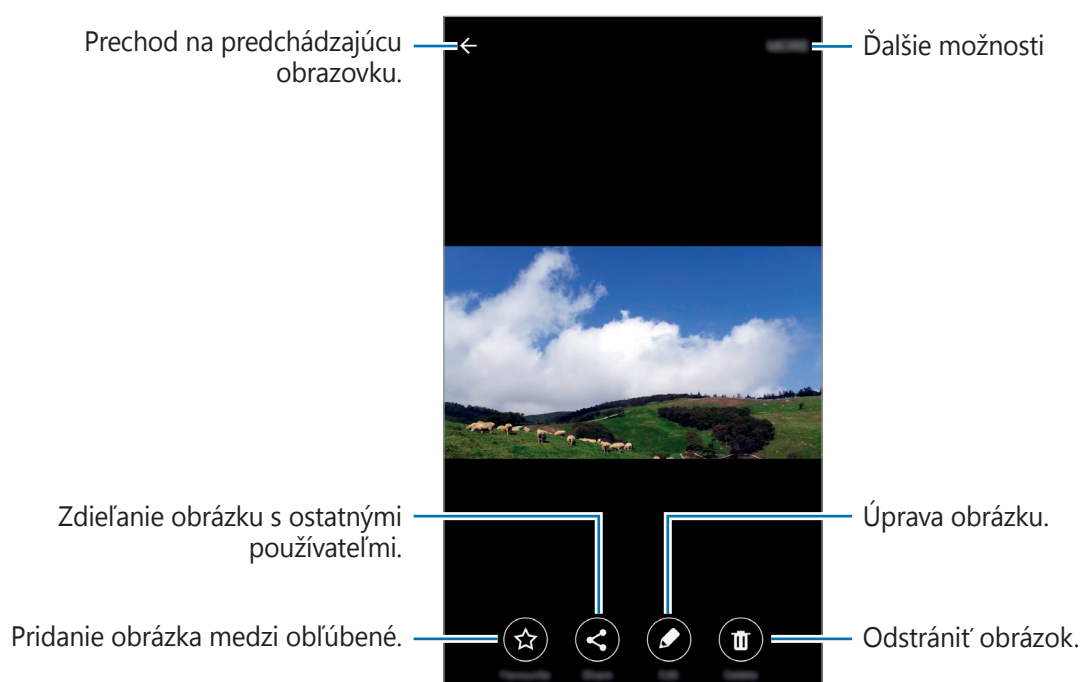 Prechod na predchádzajúcu
obrazovku.
Ďalšie možnosti
Zdieľanie obrázku s ostatnými
používateľmi.
Úprava obrázku.
Pridanie obrázka medzi obľúbené.
Odstrániť obrázok.